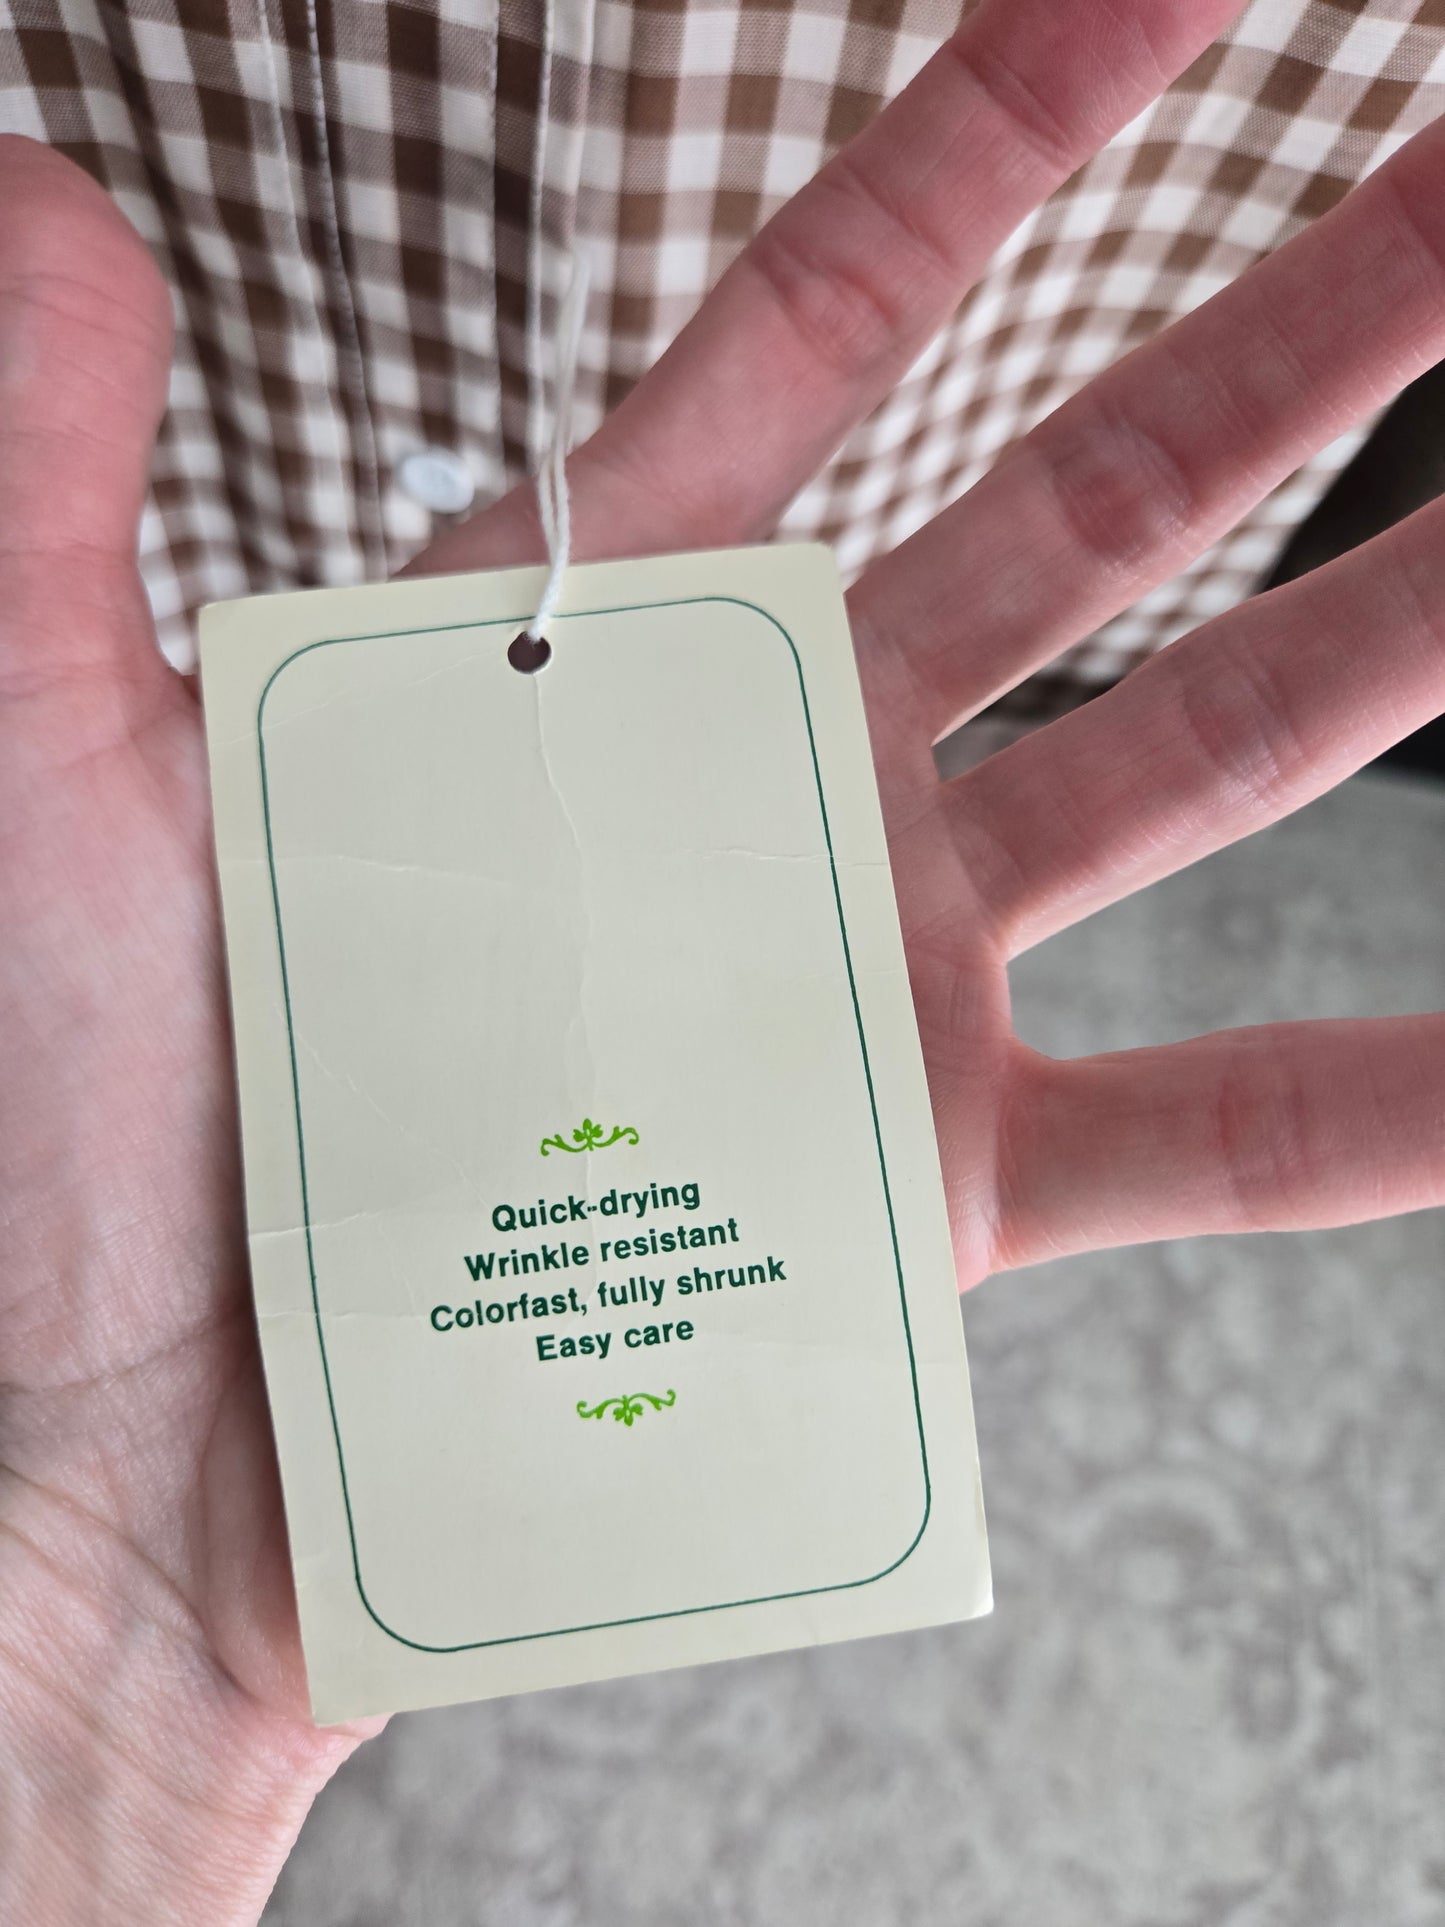 Quick-drying
Wrinkle resistant
Colorfast, fully shrunk
Easy care